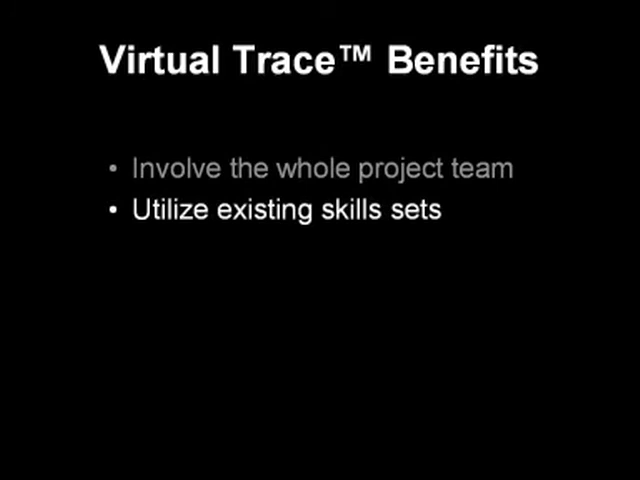 Virtual Trace™ Benefits
• Involve the whole project team
• Utilize existing skills sets